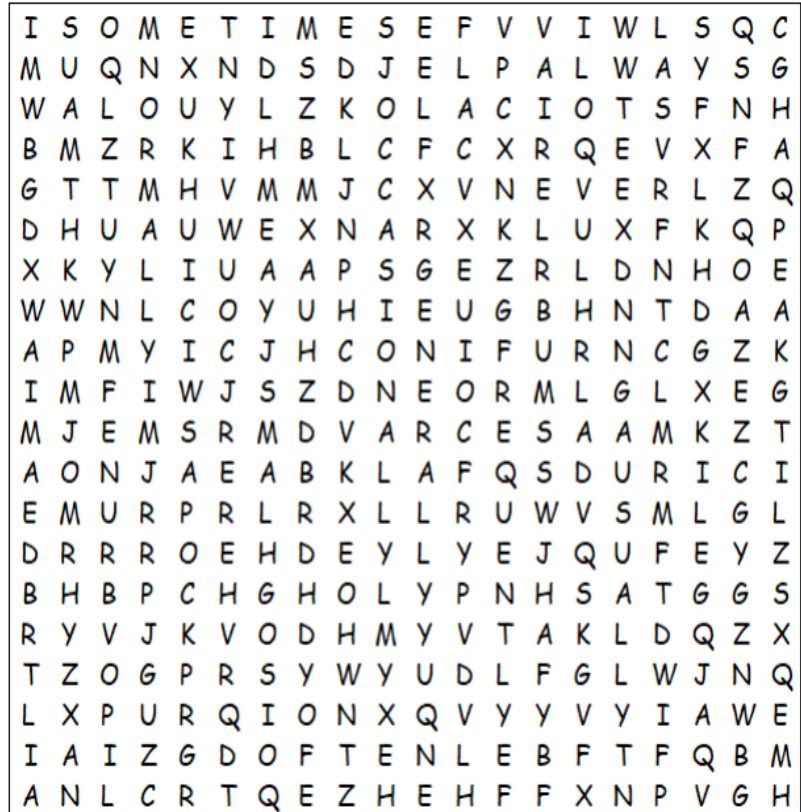 I S O M E T I M E S E F V V I W L S Q C
M U Q N X N D S D J E L P A L W A Y S G
W A L O U Y L Z K O L A C I O T S F N H
B M Z R K I H B L C F C X R Q E V X F A
G T T M H V M M J C X V N E V E R L Z Q
D H U A U W E X N A R X K L U X F K Q P
X K Y L I U A A P S G E Z R L D N H O E
W W N L C O Y U H I E U G B H N T D A A
A P M Y I C J H C O N I F U R N C G Z K
I M F I W J S Z D N E O R M L G L X E G
M J E M S R M D V A R C E S A A M K Z T
A O N J A E A B K L A F Q S D U R I C I
E M U R P R L R X L L R U W V S M L G L
D R R R O E H D E Y L Y E J Q U F E Y Z
B H B P C H G H O L Y P N H S A T G G S
R Y V J K V O D H M Y V T A K L D Q Z X
T Z O G P R S Y W Y U D L F G L W J N Q
L X P U R Q I O N X Q V Y Y V Y I A W E
I A I Z G D O F T E N L E B F T F Q B M
A N L C R T Q E Z H E H F F X N P V G H